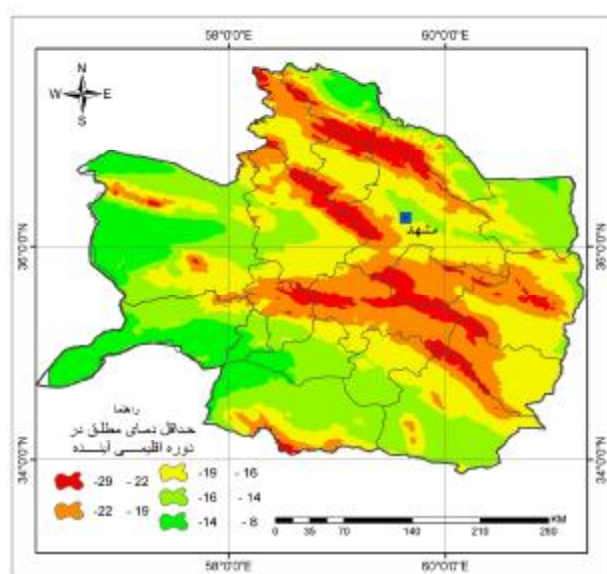 58°0'0"E 60°0'0"E
N
W E
S
مشهد
36°0'0"N 36°0'0"N
34°0'0"N 34°0'0"N
راهنما
حداقل دمای مطلق در
دوره اقلیمی آینده
-29 - 22
-22 - 19
-19 - 16
-16 - 14
-14 - 8
KM
0 35 70 140 210 280
58°0'0"E 60°0'0"E